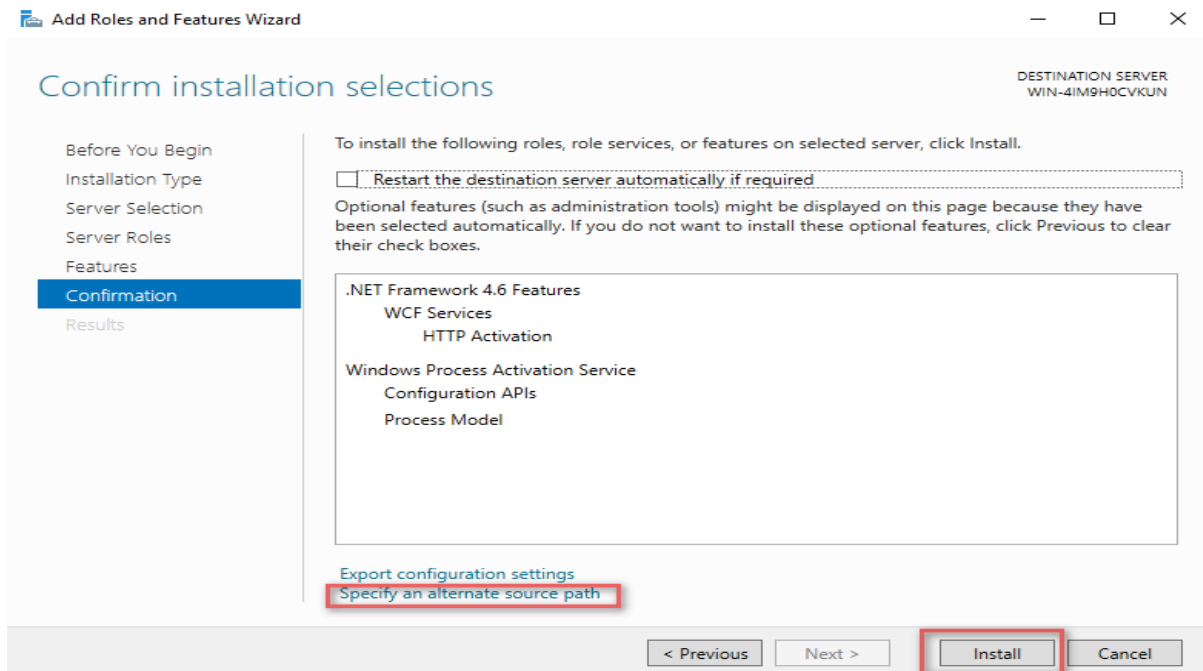 Add Roles and Features Wizard
Confirm installation selections
DESTINATION SERVER
WIN-4IM9H0CVKUN
Before You Begin
Installation Type
Server Selection
Server Roles
Features
Confirmation
Results
To install the following roles, role services, or features on selected server, click Install.
Restart the destination server automatically if required
Optional features (such as administration tools) might be displayed on this page because they have
been selected automatically. If you do not want to install these optional features, click Previous to clear
their check boxes.
.NET Framework 4.6 Features
WCF Services
HTTP Activation
Windows Process Activation Service
Configuration APIs
Process Model
Export configuration settings
Specify an alternate source path
< Previous
Next >
Install
Cancel